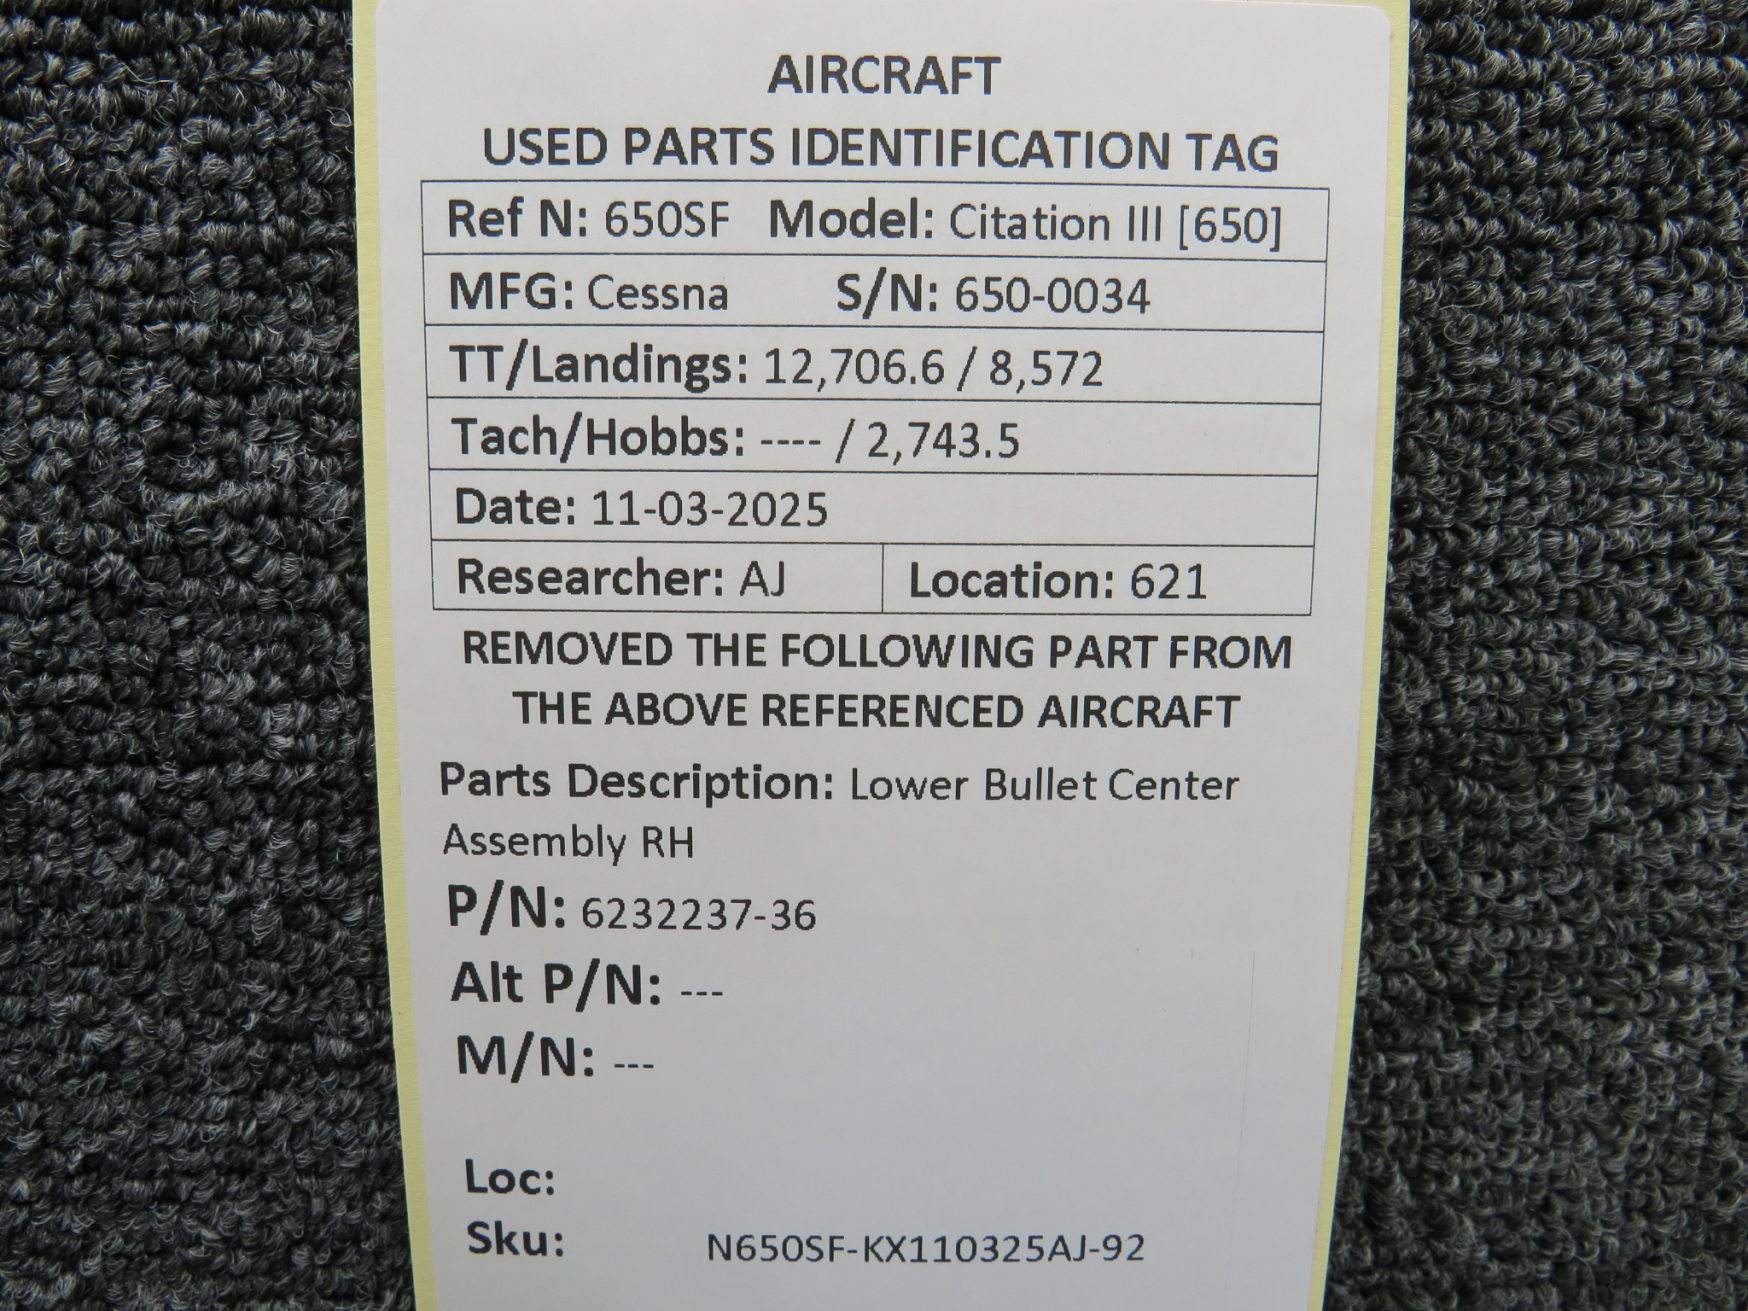 AIRCRAFT
USED PARTS IDENTIFICATION TAG
Ref N: 650SF Model: Citation III [650]
MFG: Cessna S/N: 650-0034
TT/Landings: 12,706.6 / 8,572
Tach/Hobbs: ---- / 2,743.5
Date: 11-03-2025
Researcher: AJ Location: 621
REMOVED THE FOLLOWING PART FROM
THE ABOVE REFERENCED AIRCRAFT
Parts Description: Lower Bullet Center
Assembly RH
P/N: 6232237-36
Alt P/N: ---
M/N: ---
Loc:
Sku: N650SF-KX110325AJ-92